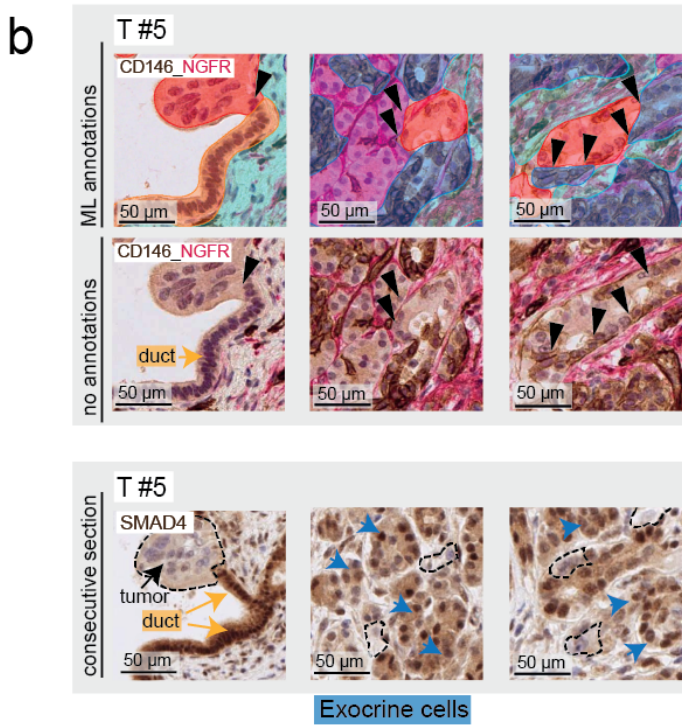 b
T #5
ML annotations
CD146_NGFR
50 µm
50 µm
50 µm
no annotations
CD146_NGFR
duct
50 µm
50 µm
50 µm
T #5
consecutive section
SMAD4
tumor
duct
50 µm
50 µm
50 µm
Exocrine cells